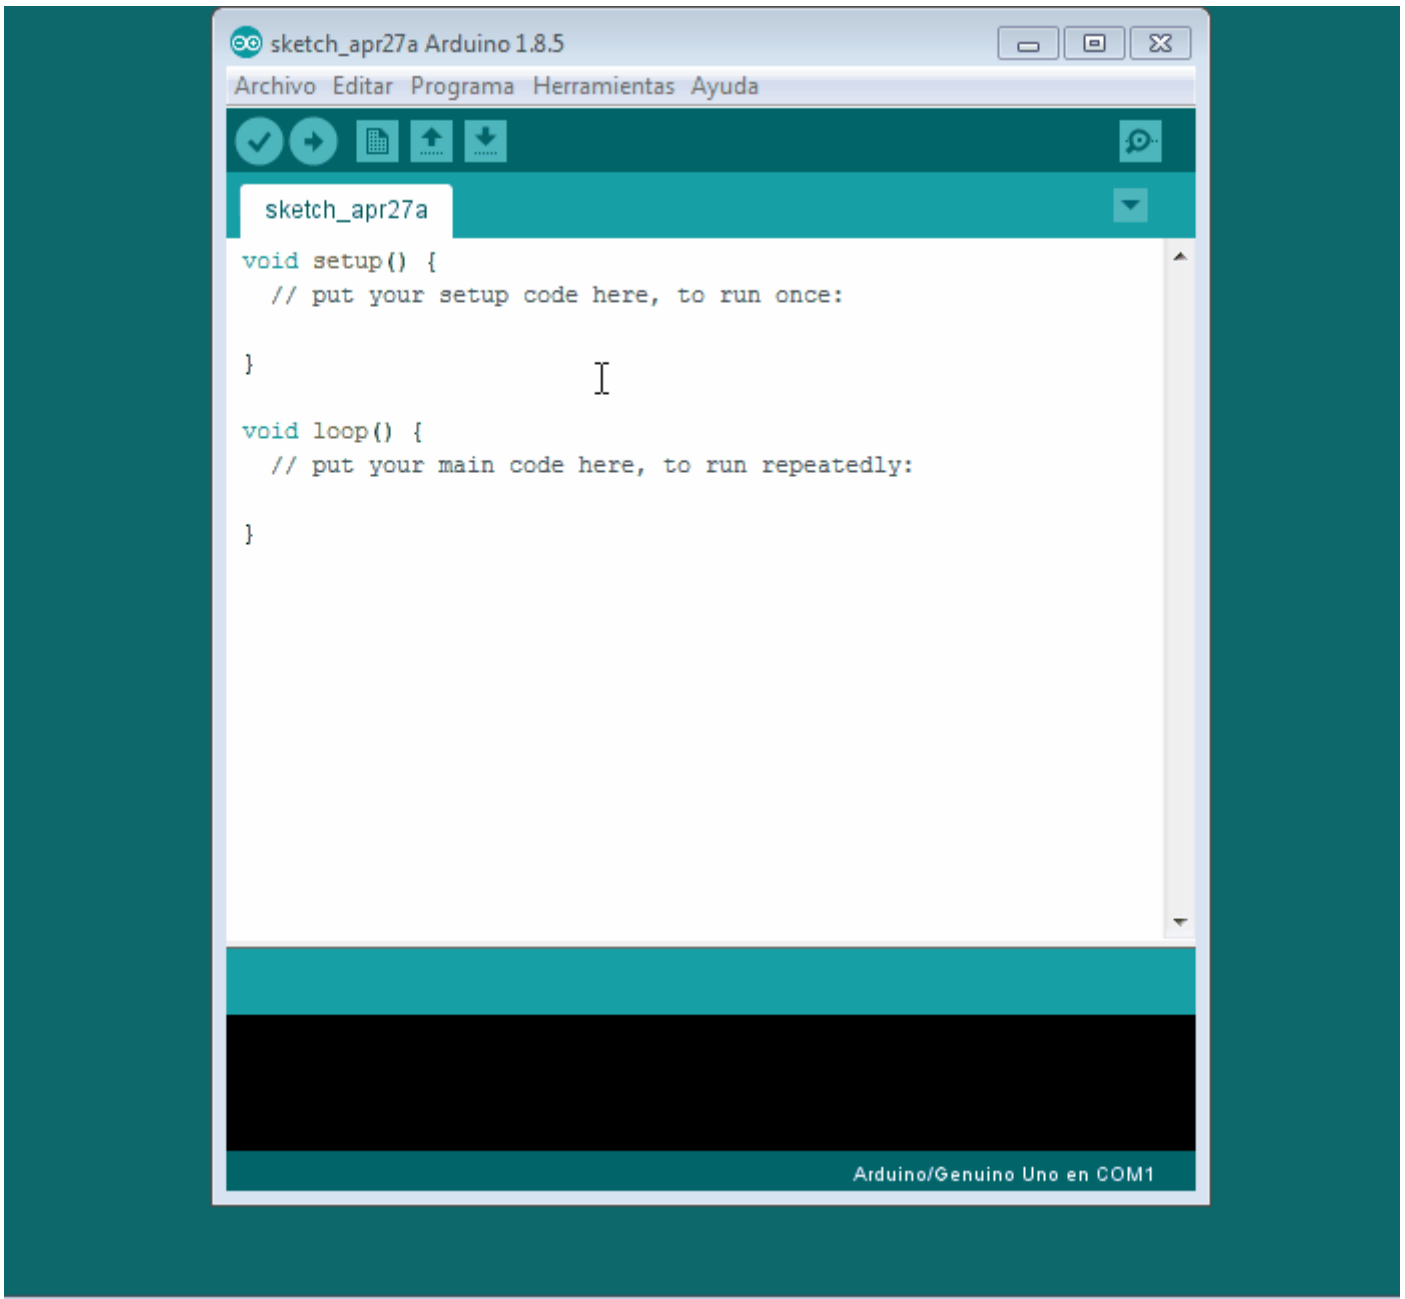 sketch_apr27a Arduino 1.8.5
Archivo Editar Programa Herramientas Ayuda
sketch_apr27a
void setup() {
  // put your setup code here, to run once:
}
void loop() {
  // put your main code here, to run repeatedly:
}
Arduino/Genuino Uno en COM1